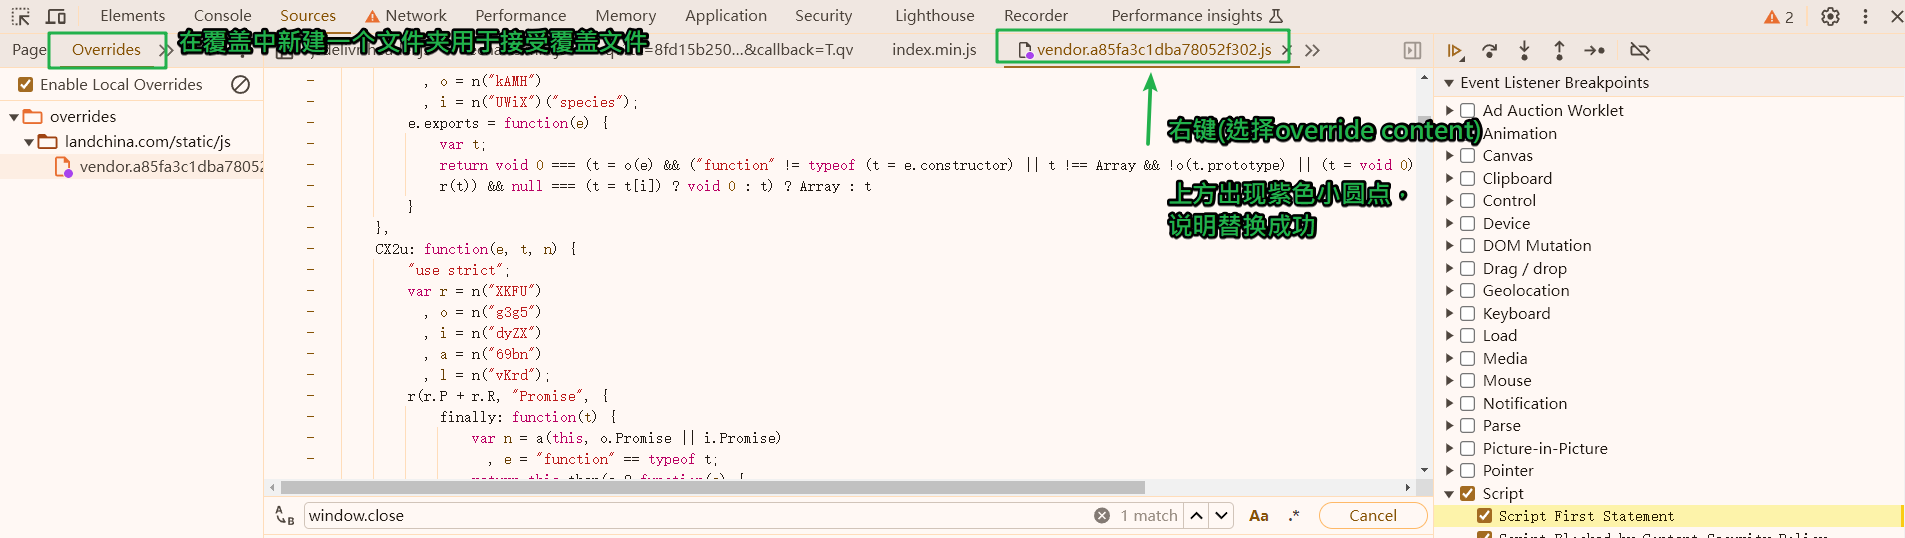 Elements Console Sources Network Performance Memory Application Security Lighthouse Recorder Performance insights 2
Page Overrides 在覆盖中新建一个文件夹用于接受覆盖文件 =8fd15b250...&callback=T.qv index.min.js vendor.a85fa3c1dba78052f302.js
Enable Local Overrides
overrides
landchina.com/static/js
vendor.a85fa3c1dba7805
, o = n("kAMH")
, i = n("UWiX")("species");
e.exports = function(e) {
var t;
return void 0 === (t = o(e) && ("function" != typeof (t = e.constructor) || t !== Array && !o(t.prototype) || (t = void 0)
r(t)) && null === (t = t[i]) ? void 0 : t) ? Array : t
}
},
CX2u: function(e, t, n) {
"use strict";
var r = n("XKFU")
, o = n("g3g5")
, i = n("dyZX")
, a = n("69bn")
, l = n("vKrd");
r(r.P + r.R, "Promise", {
finally: function(t) {
var n = a(this, o.Promise || i.Promise)
, e = "function" == typeof t;
右键(选择override content)
上方出现紫色小圆点，
说明替换成功
window.close 1 match Aa .* Cancel
Event Listener Breakpoints
Ad Auction Worklet
Animation
Canvas
Clipboard
Control
Device
DOM Mutation
Drag / drop
Geolocation
Keyboard
Load
Media
Mouse
Notification
Parse
Picture-in-Picture
Pointer
Script
Script First Statement
Script Blocked by Content Security Policy